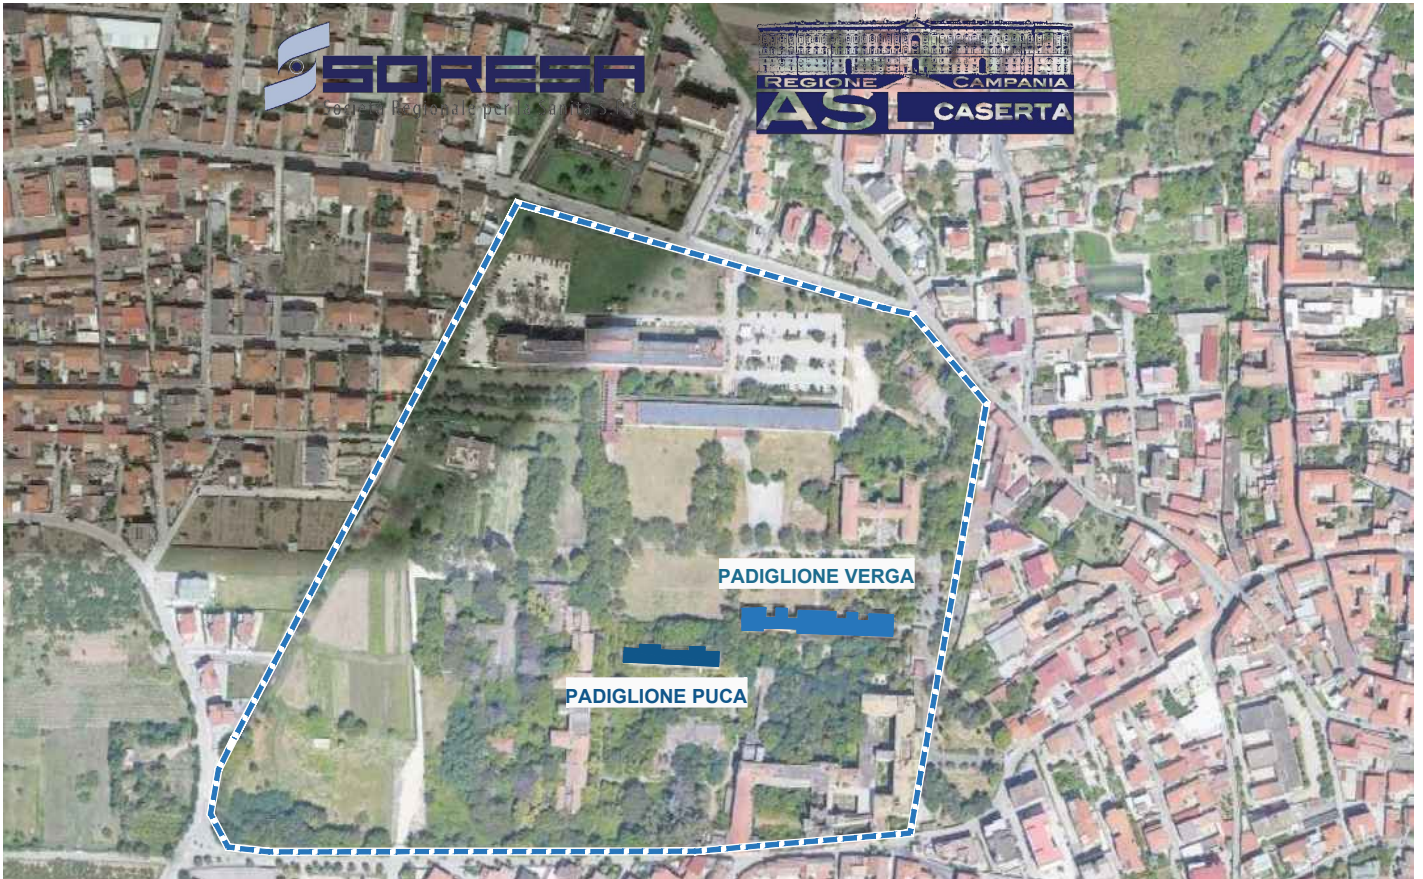 SORESA
REGIONE CAMPANIA
ASL CASERTA
PADIGLIONE VERGA
PADIGLIONE PUCA